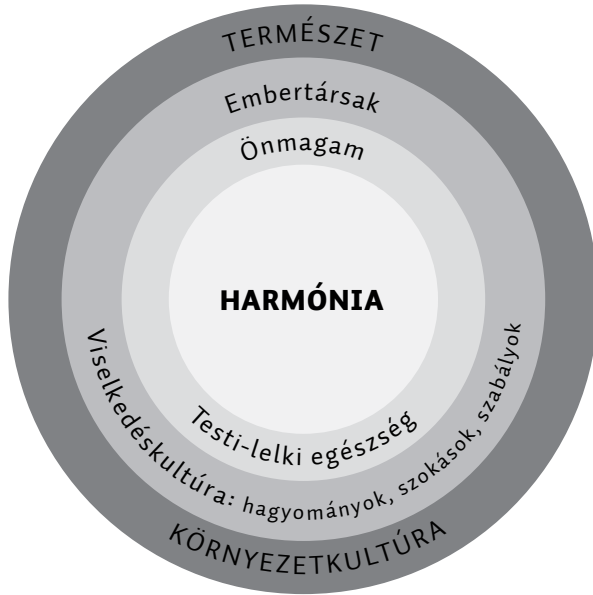 TERMÉSZET
Embertársak
Önmagam
HARMÓNIA
Testi-lelki egészség
Viselkedéskultúra: hagyományok, szokások, szabályok
KÖRNYEZETKULTÚRA